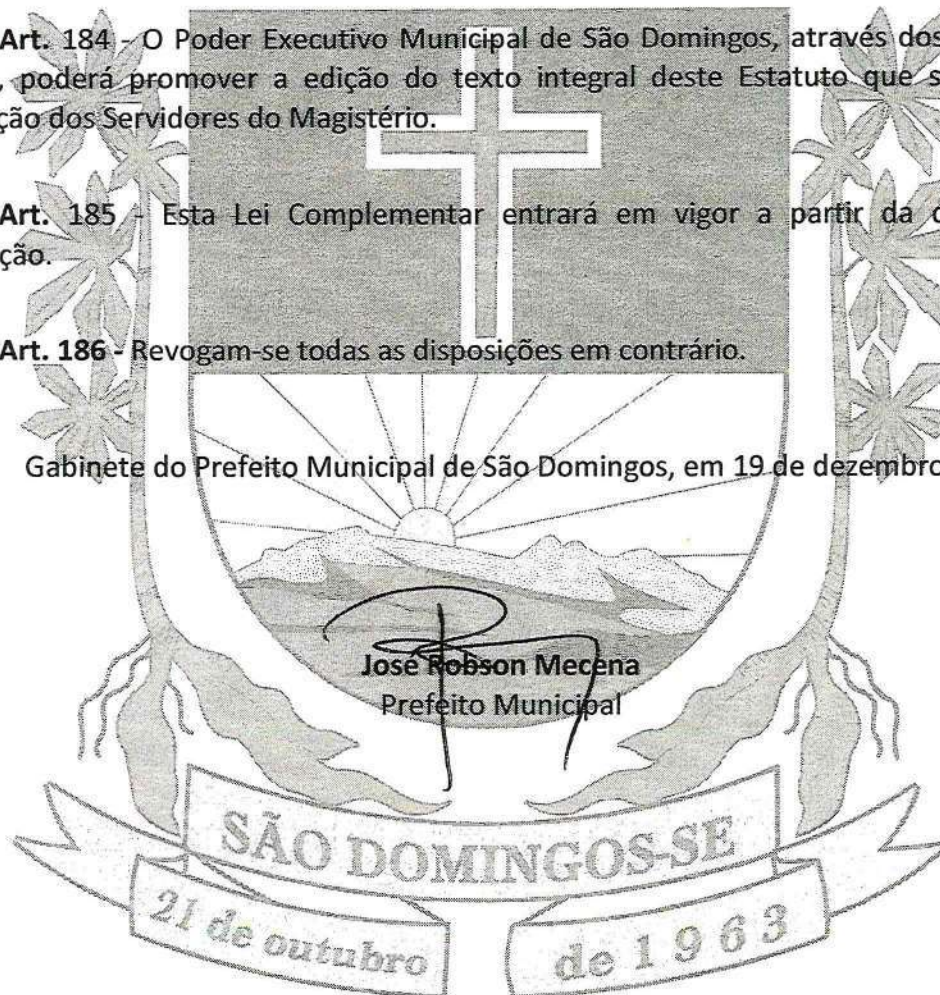 Art. 184 - O Poder Executivo Municipal de São Domingos, através dos
, poderá promover a edição do texto integral deste Estatuto que s
ção dos Servidores do Magistério.
Art. 185 - Esta Lei Complementar entrará em vigor a partir da
ção.
Art. 186 - Revogam-se todas as disposições em contrário.
Gabinete do Prefeito Municipal de São Domingos, em 19 de dezembro
José Robson Mecena
Prefeito Municipal
SÃO DOMINGOS-SE
21 de outubro
de 1963